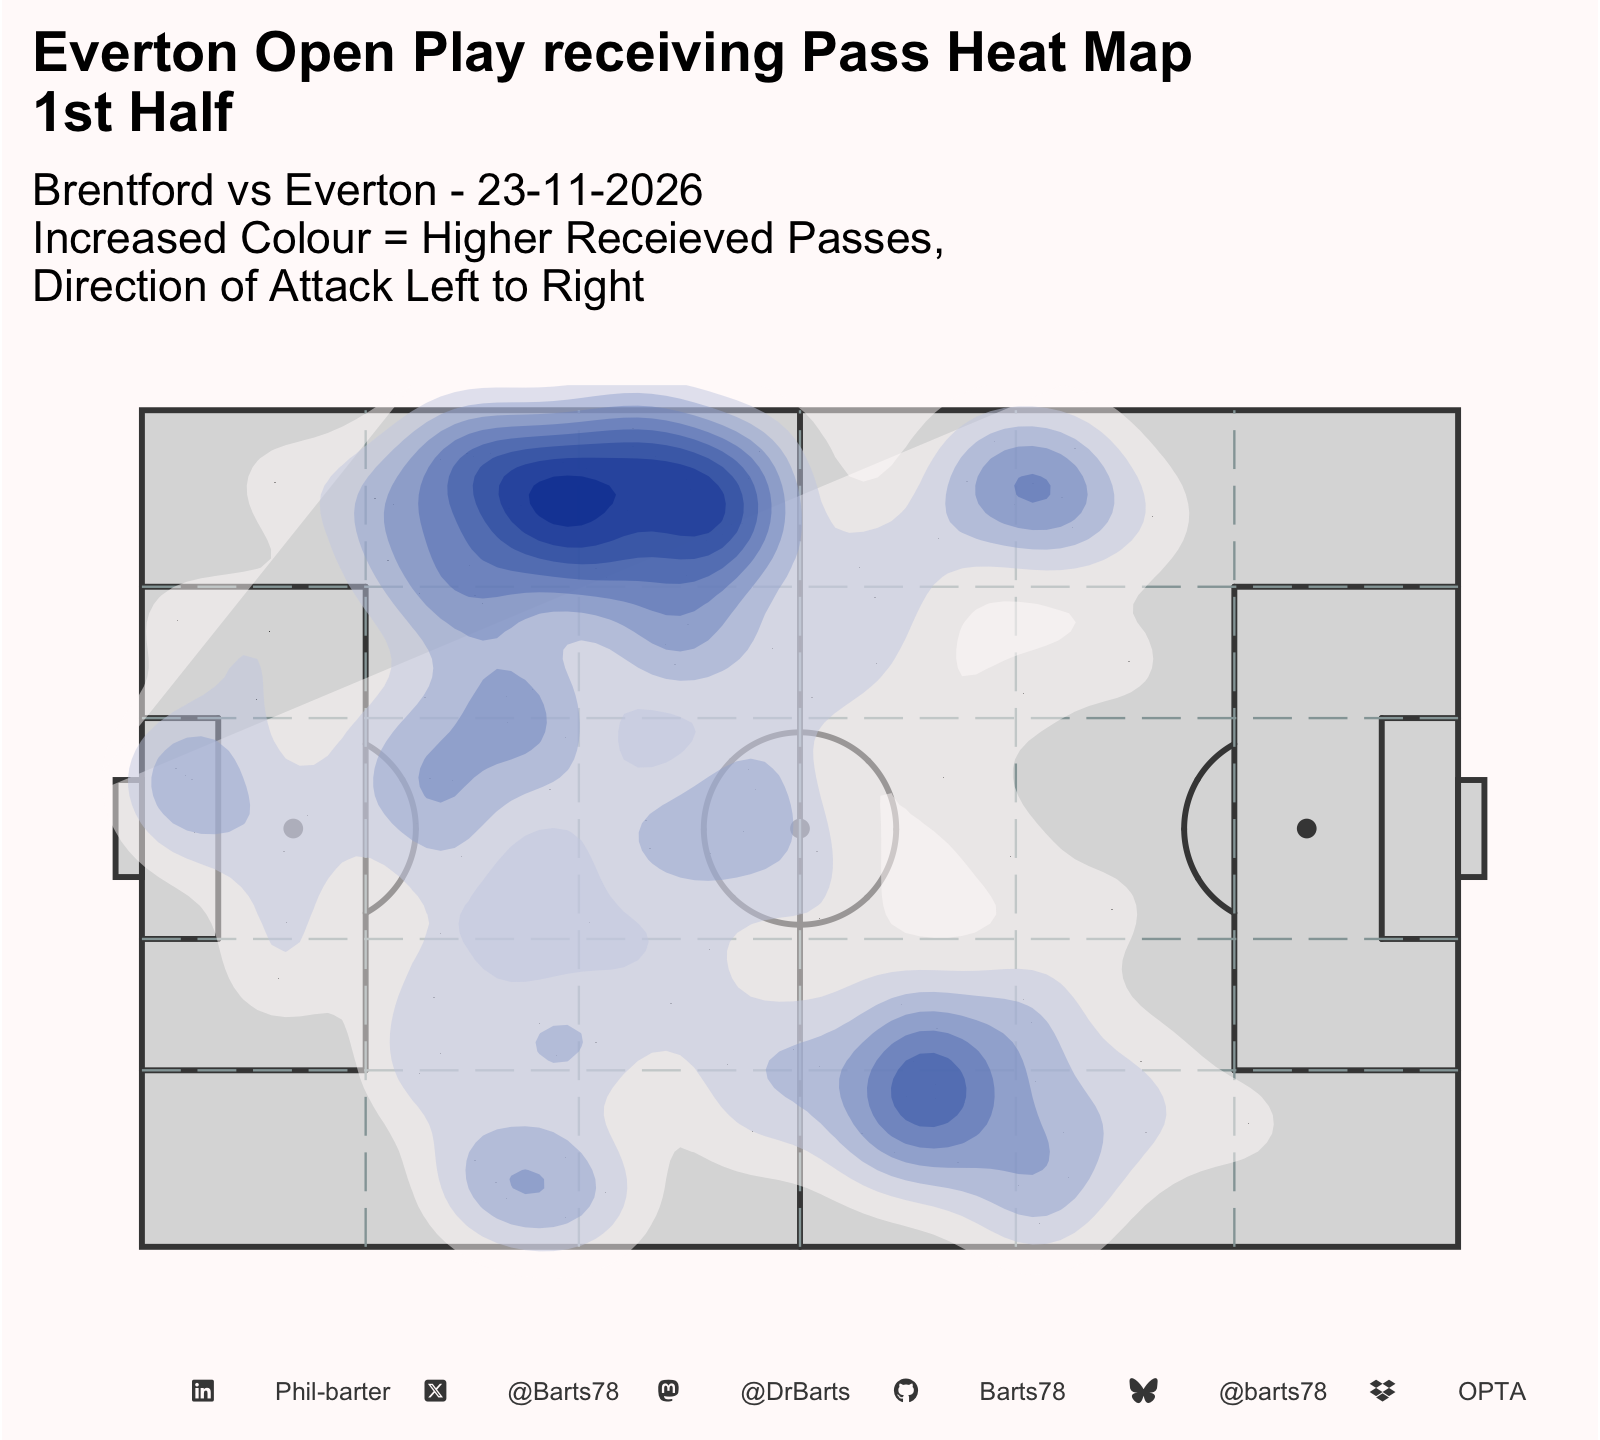 Everton Open Play receiving Pass Heat Map
1st Half
Brentford vs Everton - 23-11-2026
Increased Colour = Higher Receieved Passes,
Direction of Attack Left to Right
Phil-barter @Barts78 @DrBarts Barts78 @barts78 OPTA